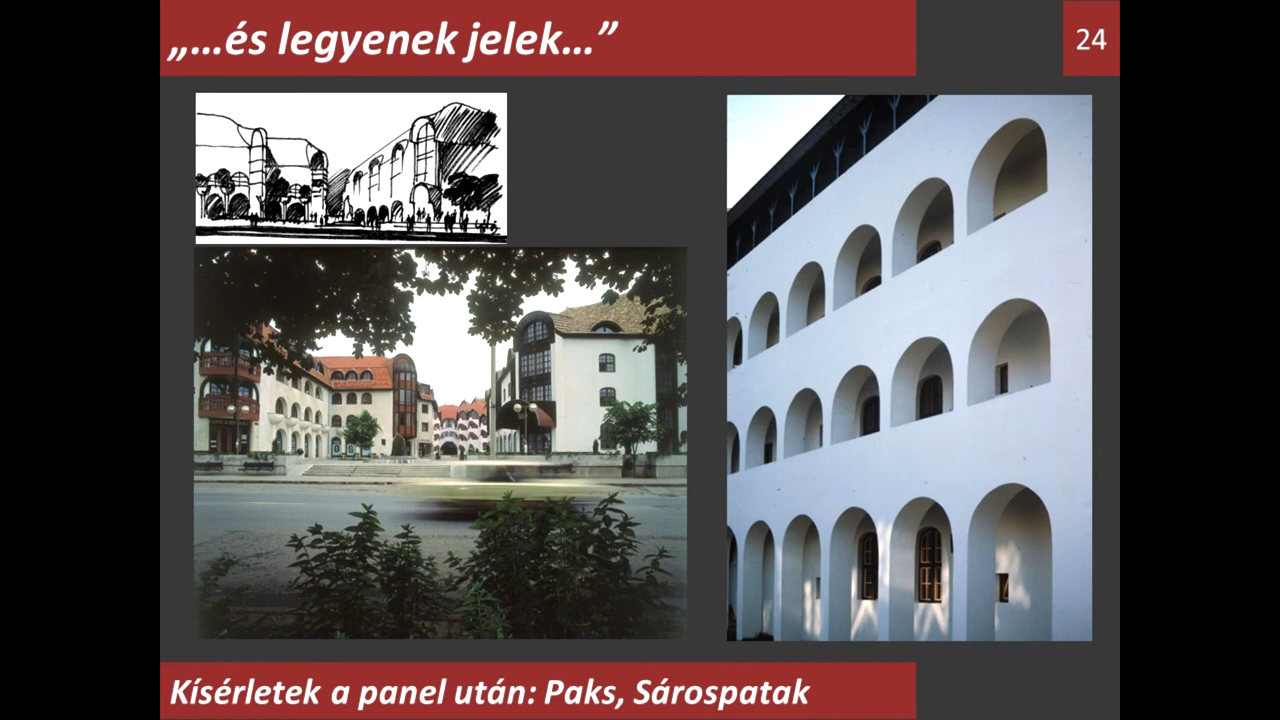 „…és legyenek jelek…”
24
Kísérletek a panel után: Paks, Sárospatak